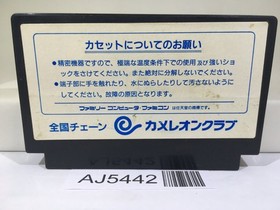 カセットについてのお願い
●精密機器ですので、極端な温度条件下での使用及び強いショ
ックをさけてください。また絶対に分解しないでください。
●端子部に手を触れたり、水にぬらしたりして汚さないように
してください。故障の原因となります。
ファミリーコンピュータ・ファミコンは任天堂の商標です。
全国チェーン カメレオンクラブ
AJ5442